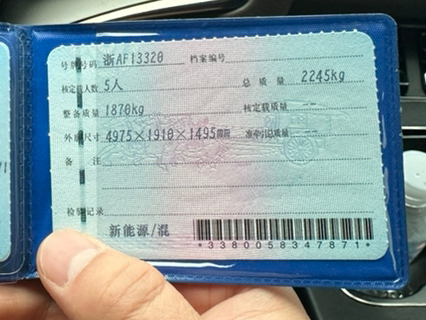 号牌号码 浙AF13320 档案编号
核定载人数 5人 总 质 量 2245kg
整备质量 1870kg 核定载质量 --
外廓尺寸 4975×1910×1495mm 准牵引总质量 --
备 注
检验记录
新能源/混
*3380058347871*